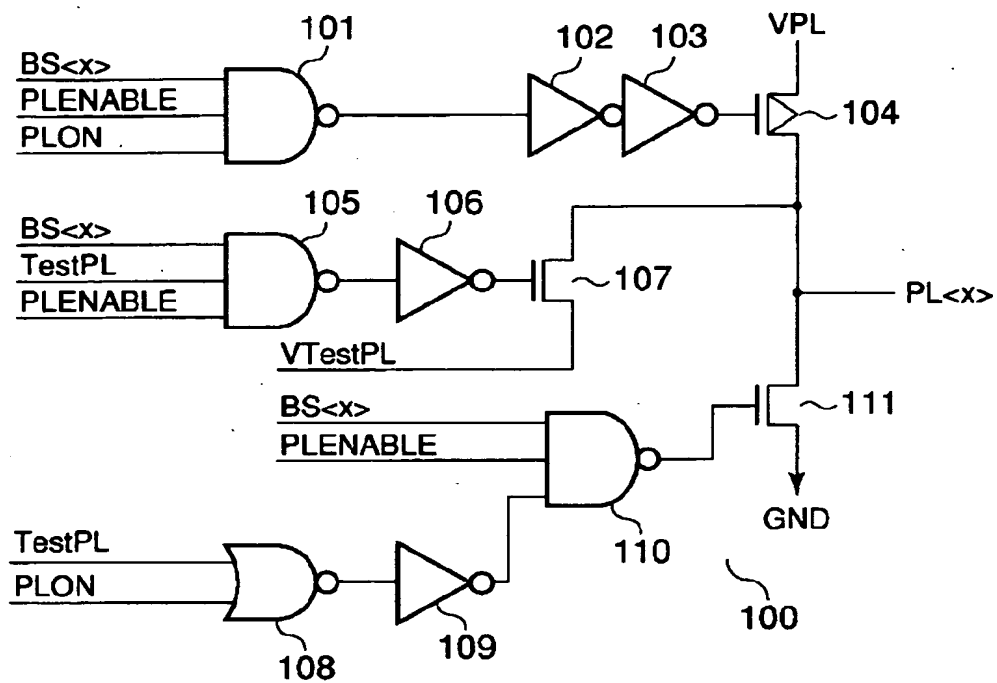 101
102
103
VPL
BS<x>
PLENABLE
PLON
104
105
106
BS<x>
TestPL
PLENABLE
107
PL<x>
VTestPL
BS<x>
PLENABLE
111
110
GND
TestPL
PLON
108
109
100